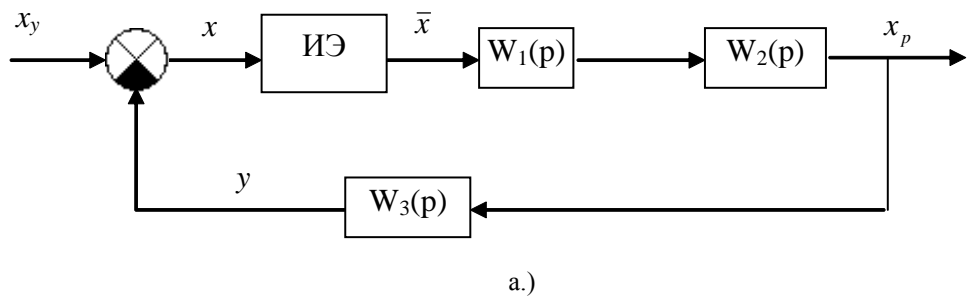 x_y
x
ИЭ
x̄
W₁(p)
W₂(p)
x_p
y
W₃(p)
а.)